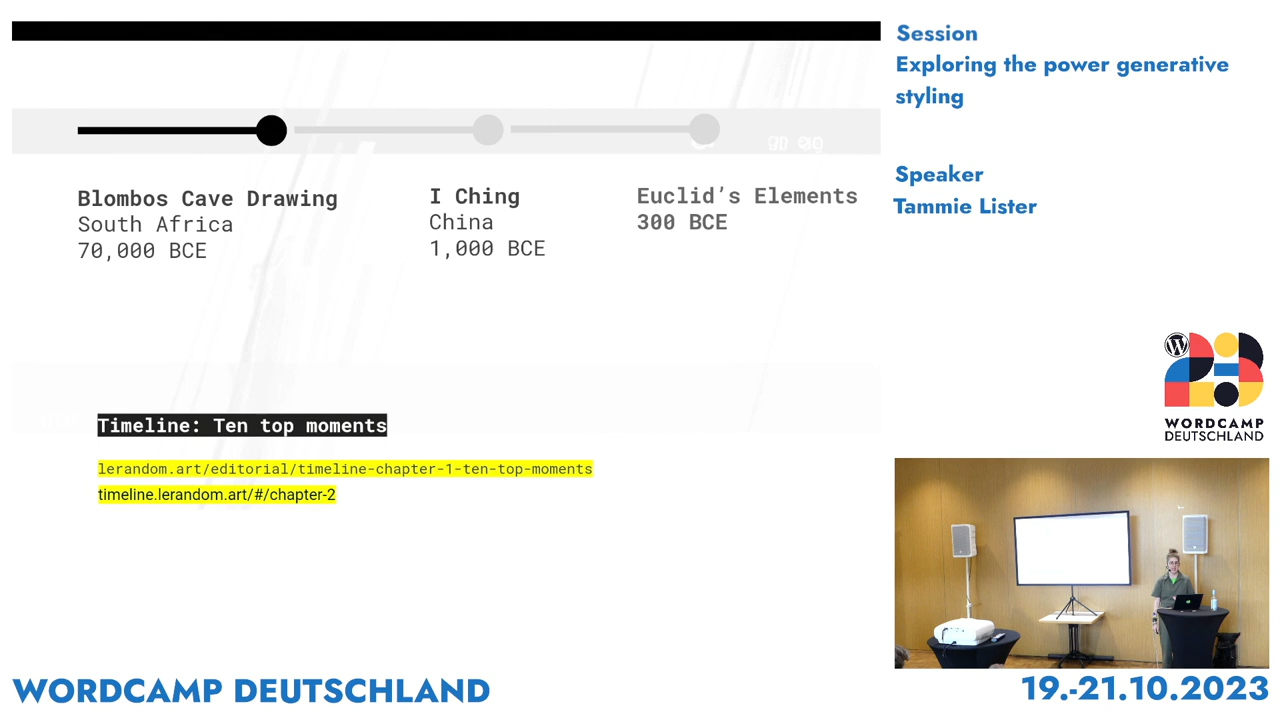 Session
Exploring the power generative
styling
Speaker
Tammie Lister
Blombos Cave Drawing
South Africa
70,000 BCE
I Ching
China
1,000 BCE
Euclid’s Elements
300 BCE
Timeline: Ten top moments
lerandom.art/editorial/timeline-chapter-1-ten-top-moments
timeline.lerandom.art/#/chapter-2
WORDCAMP
DEUTSCHLAND
WORDCAMP DEUTSCHLAND
19.-21.10.2023